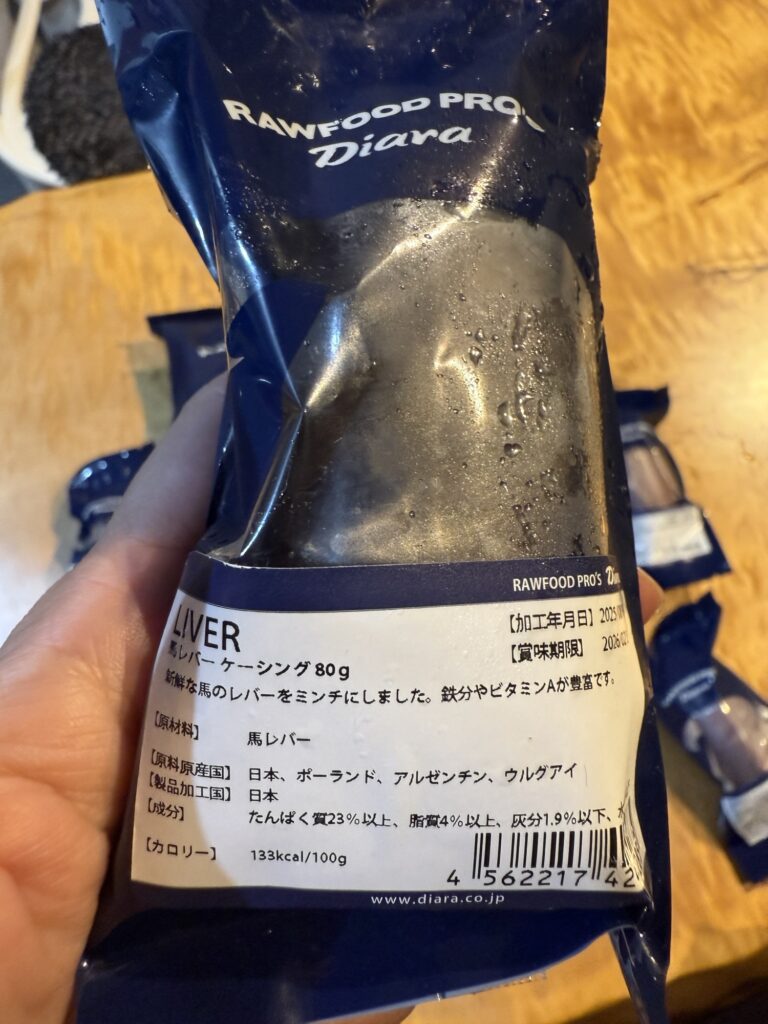 RAWFOOD PRO'S
Diara
RAWFOOD PRO'S
LIVER
馬レバー ケーシング 80g
【加工年月日】
【賞味期限】
新鮮な馬のレバーをミンチにしました。鉄分やビタミンAが豊富です。
【原材料】 馬レバー
【原料原産国】 日本、ポーランド、アルゼンチン、ウルグアイ
【製品加工国】 日本
【成分】 たんぱく質23%以上、脂質4%以上、灰分1.9%以下、
【カロリー】 133kcal/100g
4 562217 42
www.diara.co.jp